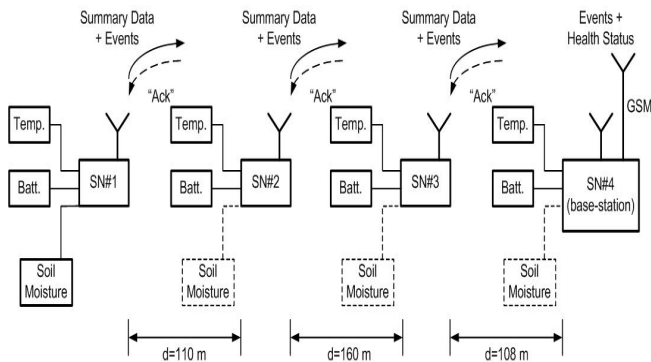 Summary Data
+ Events
Summary Data
+ Events
Summary Data
+ Events
Events +
Health Status
"Ack"
"Ack"
"Ack"
GSM
Temp.
Temp.
Temp.
Temp.
Batt.
SN#1
Batt.
SN#2
Batt.
SN#3
Batt.
SN#4
(base-station)
Soil
Moisture
Soil
Moisture
Soil
Moisture
Soil
Moisture
d=110 m
d=160 m
d=108 m